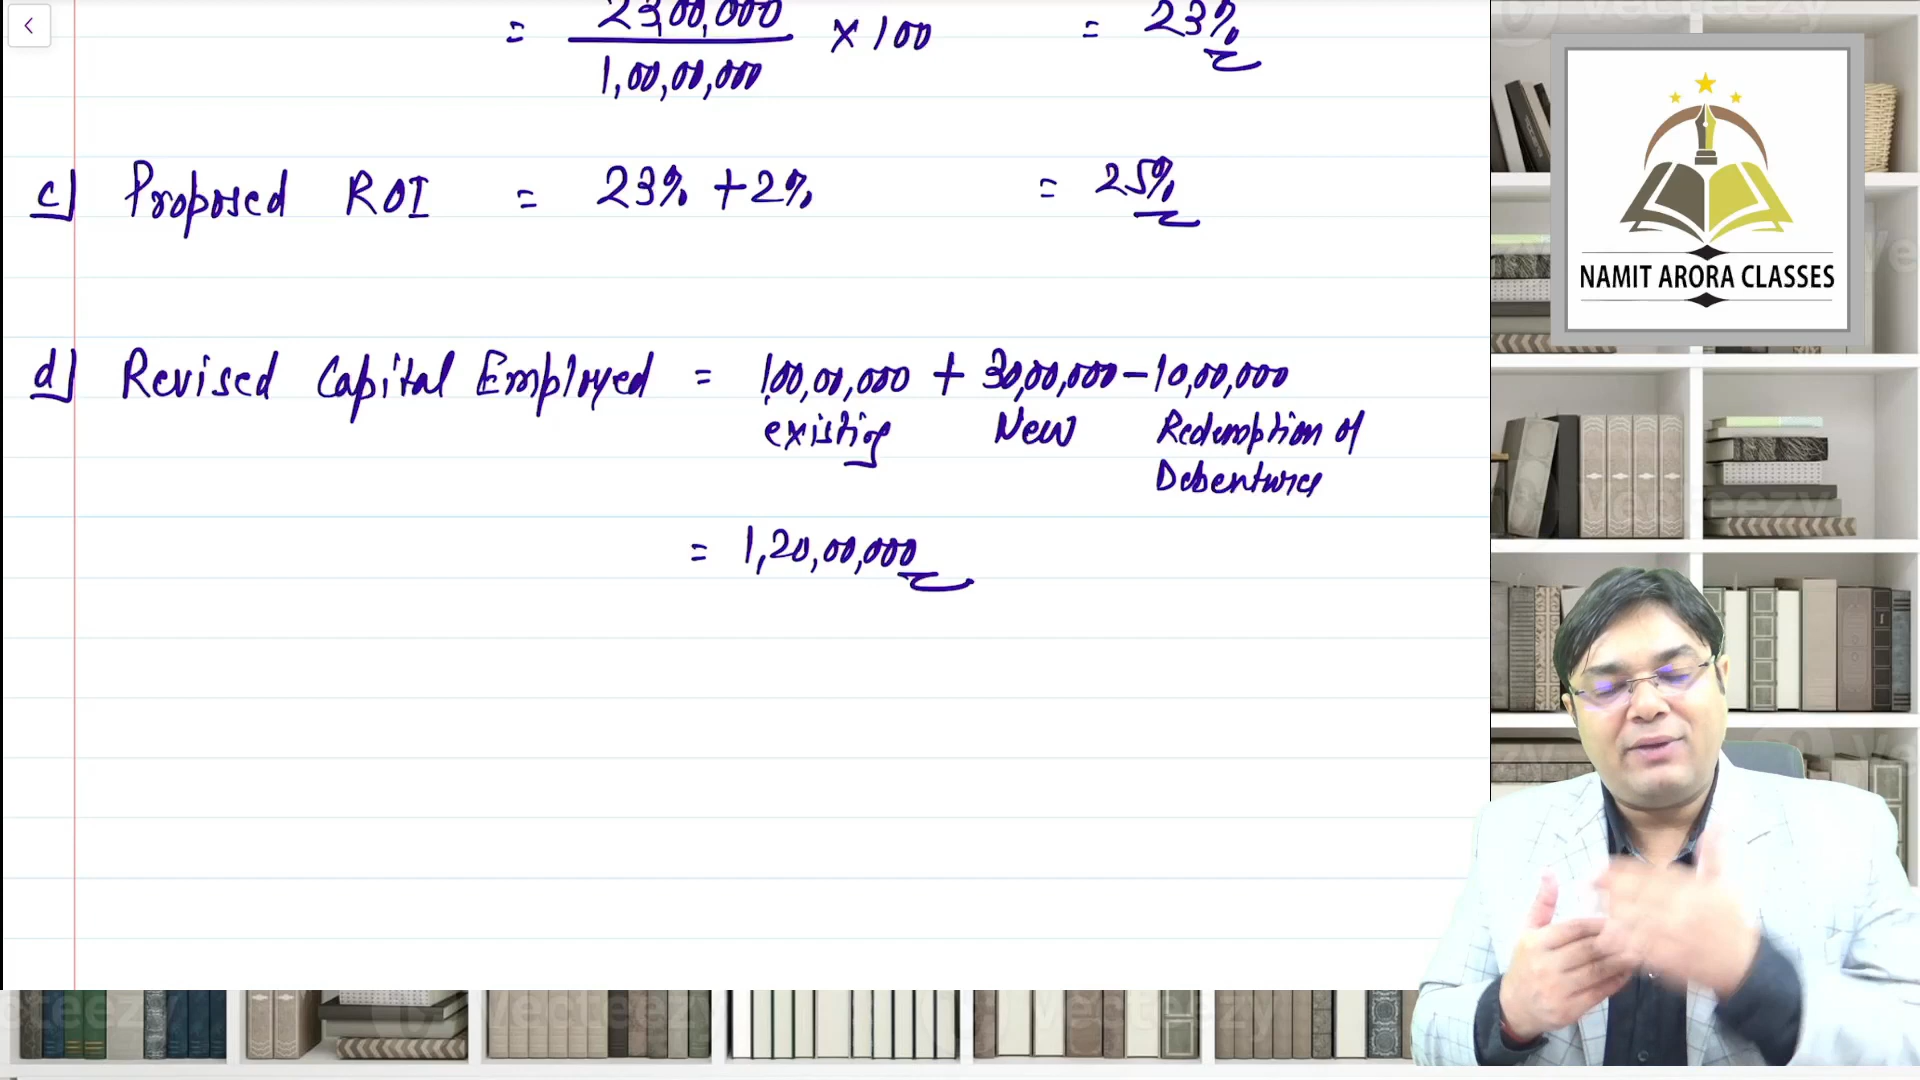 = 23,00,000 × 100 = 23%
1,00,00,000
c] Proposed ROI = 23% + 2% = 25%
d] Revised Capital Employed = 1,00,00,000 + 30,00,000 - 10,00,000
existing New Redemption of
Debentures
= 1,20,00,000
NAMIT ARORA CLASSES
Vecteezy
Vecteezy